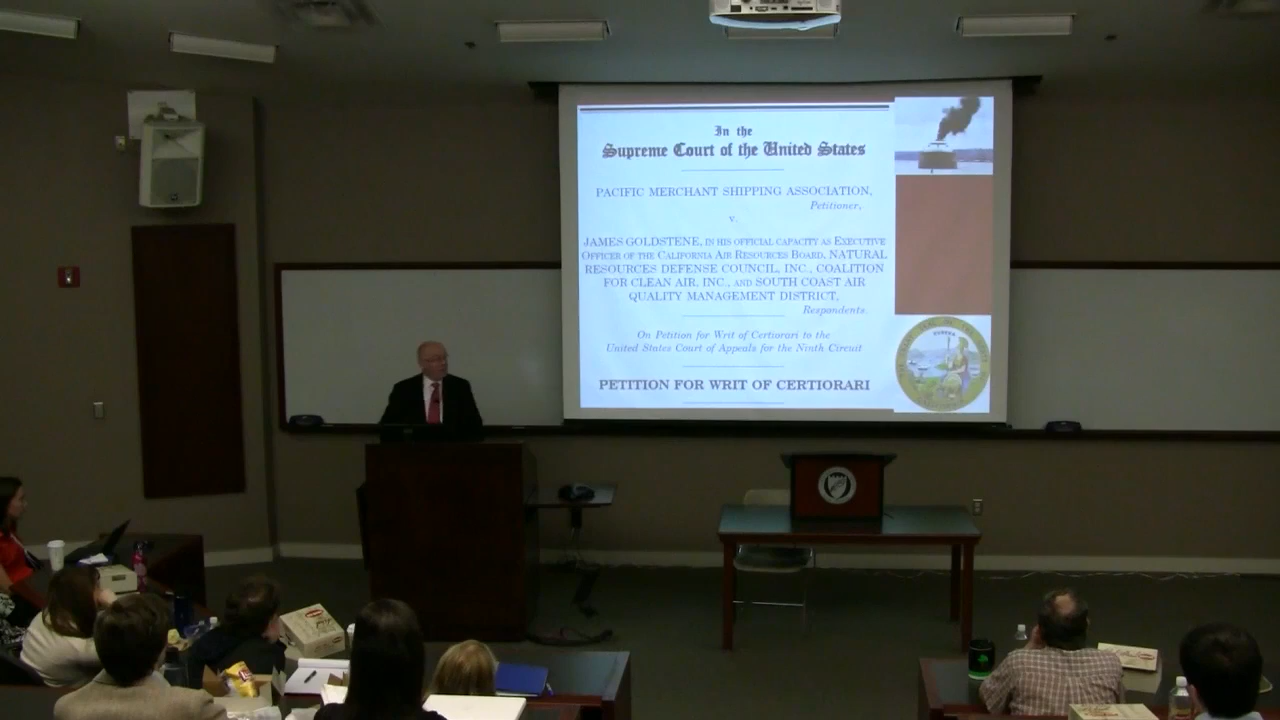 In the
Supreme Court of the United States
PACIFIC MERCHANT SHIPPING ASSOCIATION,
Petitioner,
v.
JAMES GOLDSTENE, IN HIS OFFICIAL CAPACITY AS EXECUTIVE
OFFICER OF THE CALIFORNIA AIR RESOURCES BOARD, NATURAL
RESOURCES DEFENSE COUNCIL, INC., COALITION
FOR CLEAN AIR, INC., AND SOUTH COAST AIR
QUALITY MANAGEMENT DISTRICT,
Respondents.
On Petition for Writ of Certiorari to the
United States Court of Appeals for the Ninth Circuit
PETITION FOR WRIT OF CERTIORARI